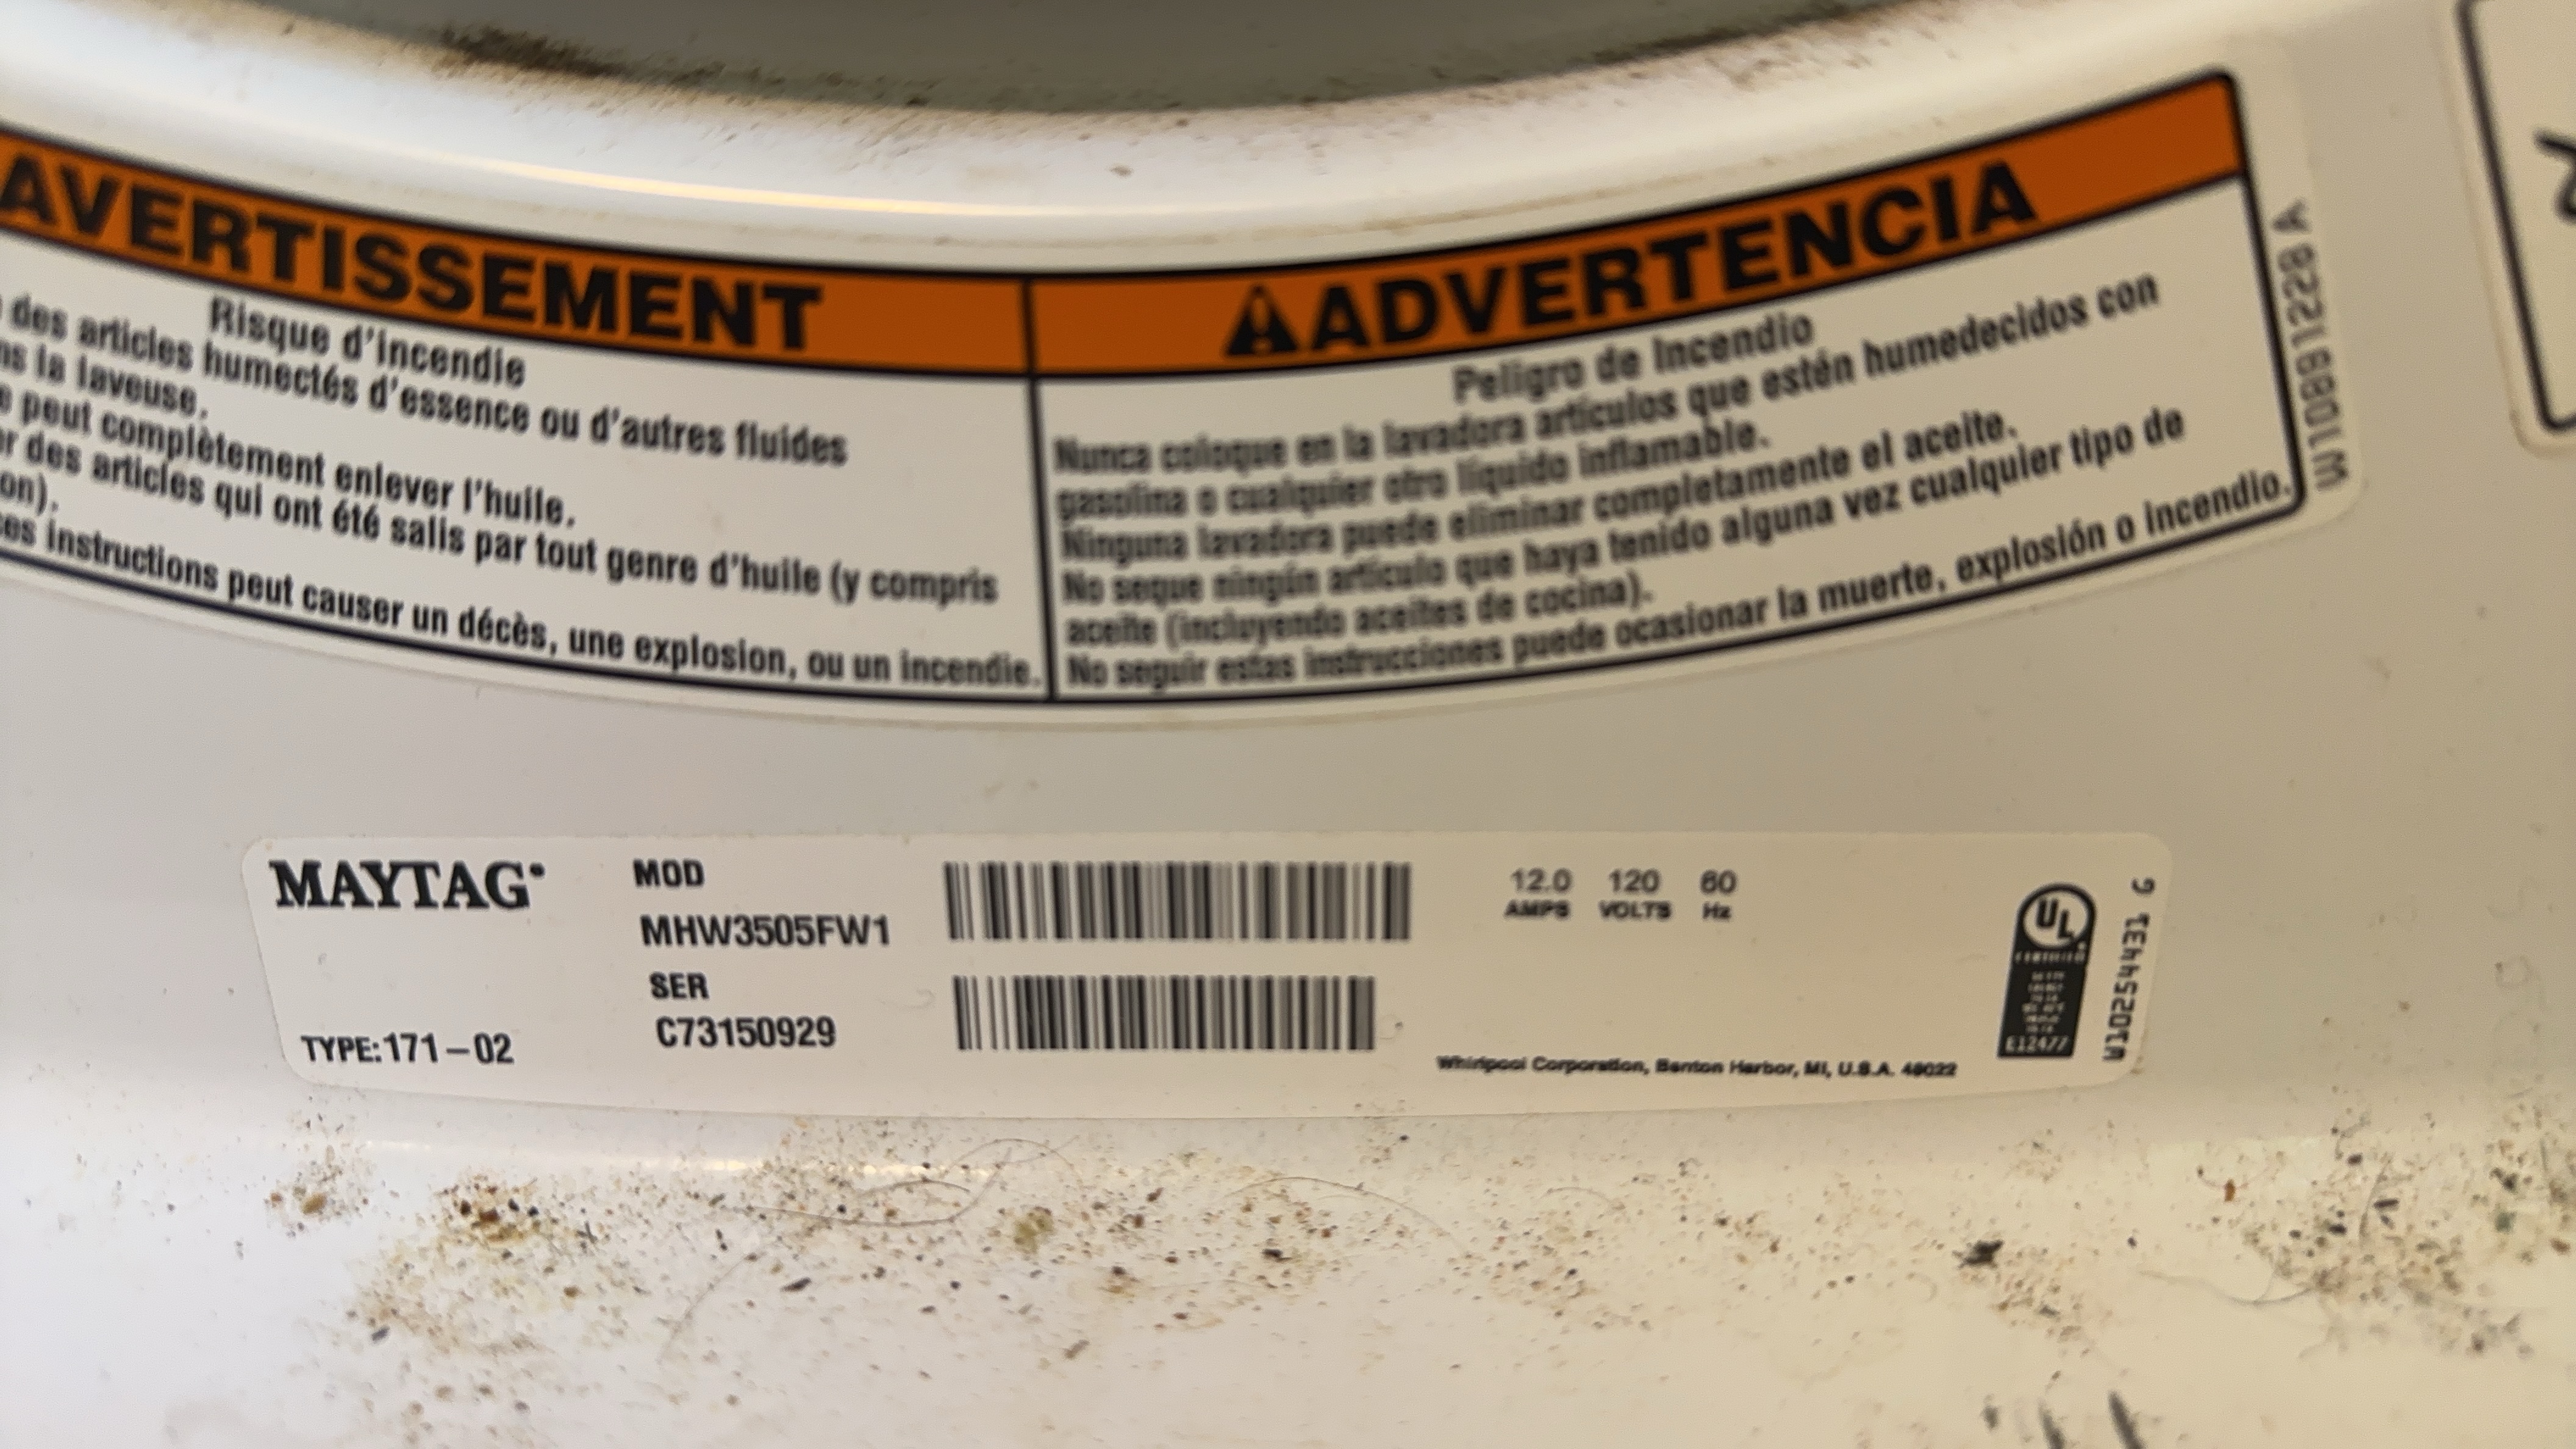 AVERTISSEMENT
Risque d'incendie
des articles humectés d'essence ou d'autres fluides
la laveuse.
peut complètement enlever l'huile.
des articles qui ont été salis par tout genre d'huile (y compris
on).
instructions peut causer un décès, une explosion, ou un incendie.
ADVERTENCIA
Peligro de Incendio
Nunca coloque en la lavadora artículos que estén humedecidos con
gasolina o cualquier otro líquido inflamable.
Ninguna lavadora puede eliminar completamente el aceite.
No seque ningún artículo que haya tenido alguna vez cualquier tipo de
aceite (incluyendo aceites de cocina).
No seguir estas instrucciones puede ocasionar la muerte, explosión o incendio.
W10891228 A
MAYTAG
TYPE:171-02
MOD
MHW3505FW1
SER
C73150929
12.0 120 60
AMPS VOLTS Hz
Whirlpool Corporation, Benton Harbor, MI, U.S.A. 49022
UL
CERTIFIED
E12477
W10254431 G